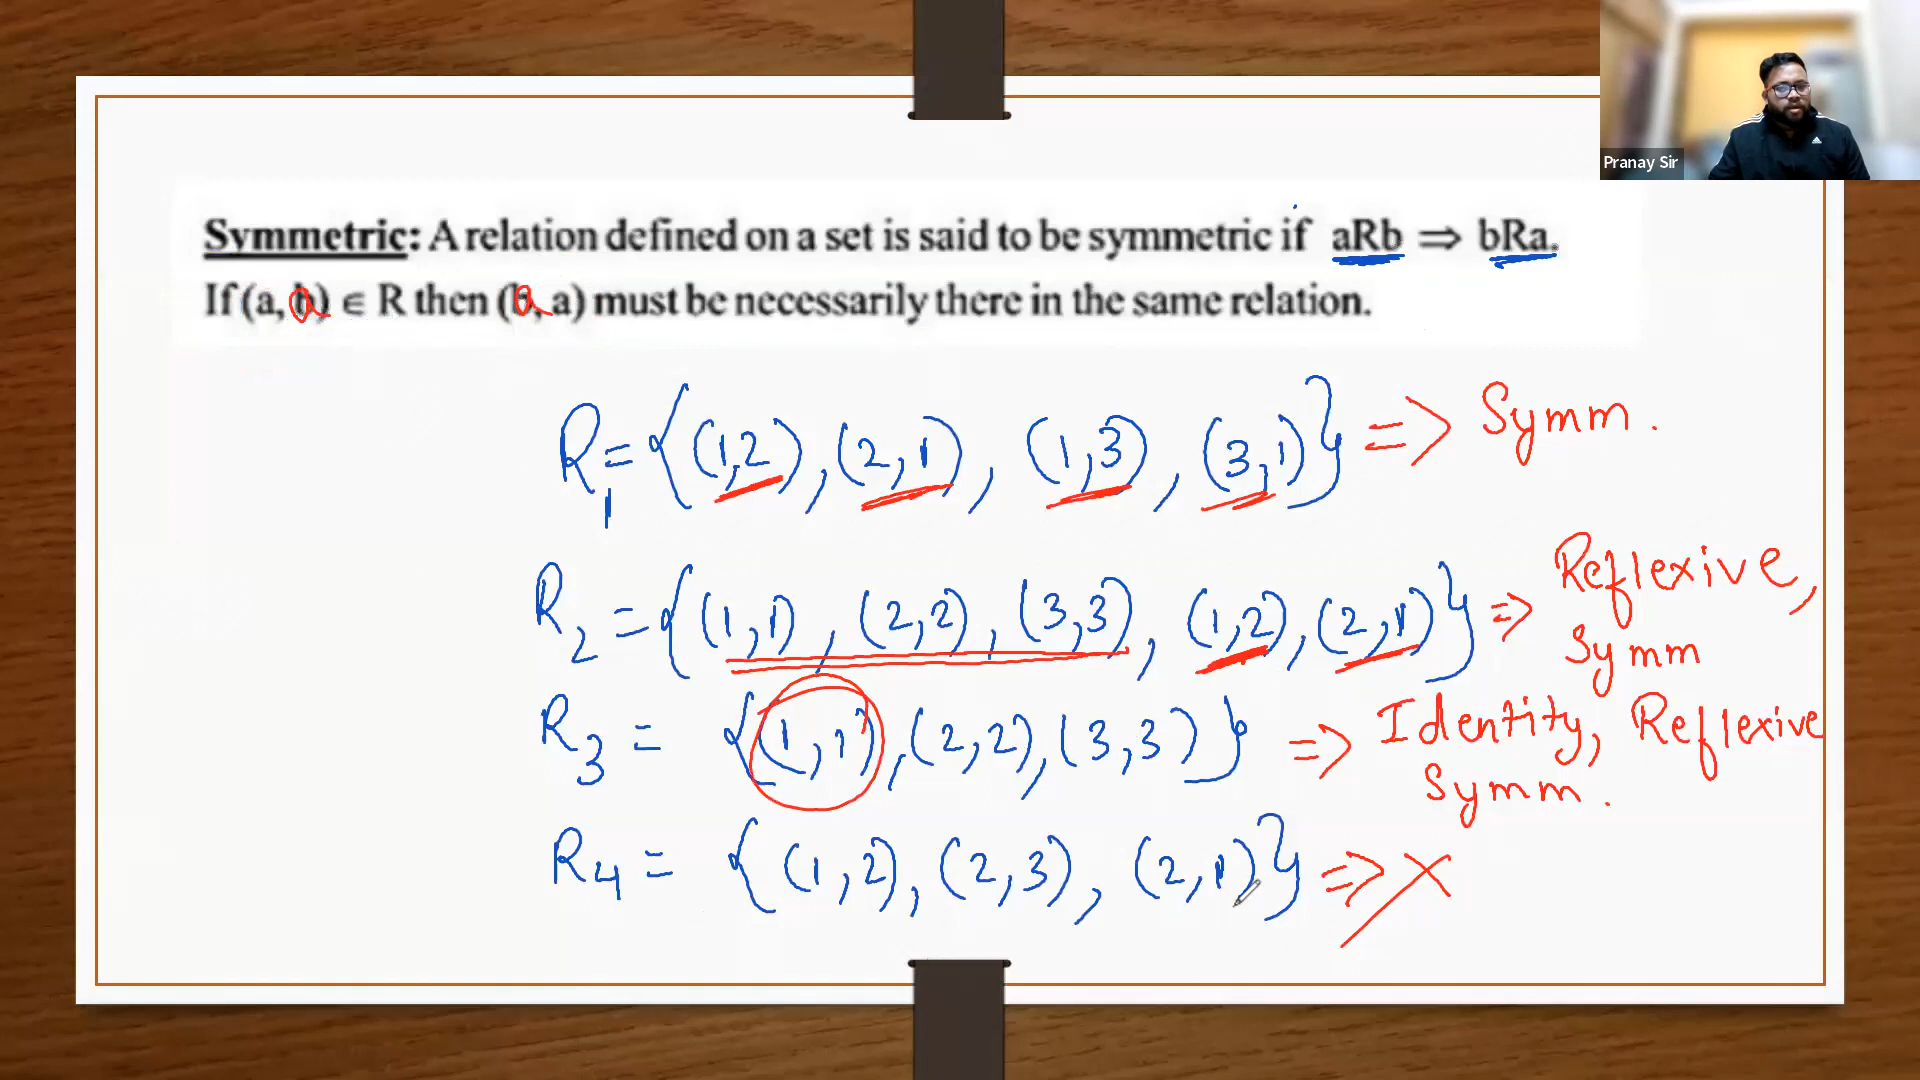 Pranay Sir
Symmetric: A relation defined on a set is said to be symmetric if aRb ⇒ bRa.
If (a, a) ∈ R then (a, a) must be necessarily there in the same relation.
R₁ = {(1,2), (2,1), (1,3), (3,1)} => Symm.
R₂ = {(1,1), (2,2), (3,3), (1,2), (2,1)} => Reflexive,
Symm
R₃ = {(1,1), (2,2), (3,3)} => Identity, Reflexive
Symm.
R₄ = {(1,2), (2,3), (2,1)} => X